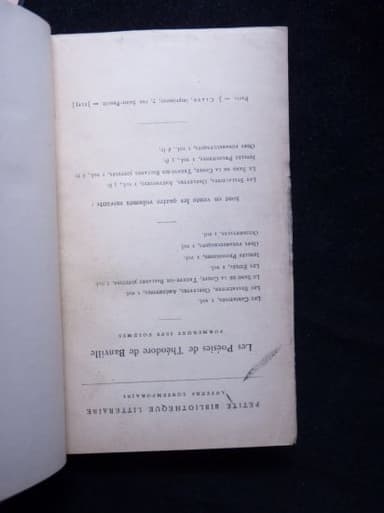 PETITE BIBLIOTHÈQUE LITTÉRAIRE
AUTEURS CONTEMPORAINS
Les Poésies de Théodore de Banville
FORMERONT SEPT VOLUMES
Les Cariatides, 1 vol.
Les Stalactites, Odelettes, Améthystes, 1 vol.
Le Sang de la Coupe, Trente-six Ballades joyeuses, 1 vol.
Les Exilés, 1 vol.
Idylles Prussiennes, 1 vol.
Odes funambulesques, 1 vol.
Occidentales, 1 vol.
Sont en vente les quatre volumes suivants :
Les Stalactites, Odelettes, Améthystes, 1 vol.
Le Sang de la Coupe, Trente-six Ballades joyeuses, 1 vol.
Idylles Prussiennes, 1 vol.
Odes funambulesques, 1 vol. 6 fr.
Paris. — J. Claye, imprimeur, 7, rue Saint-Benoît